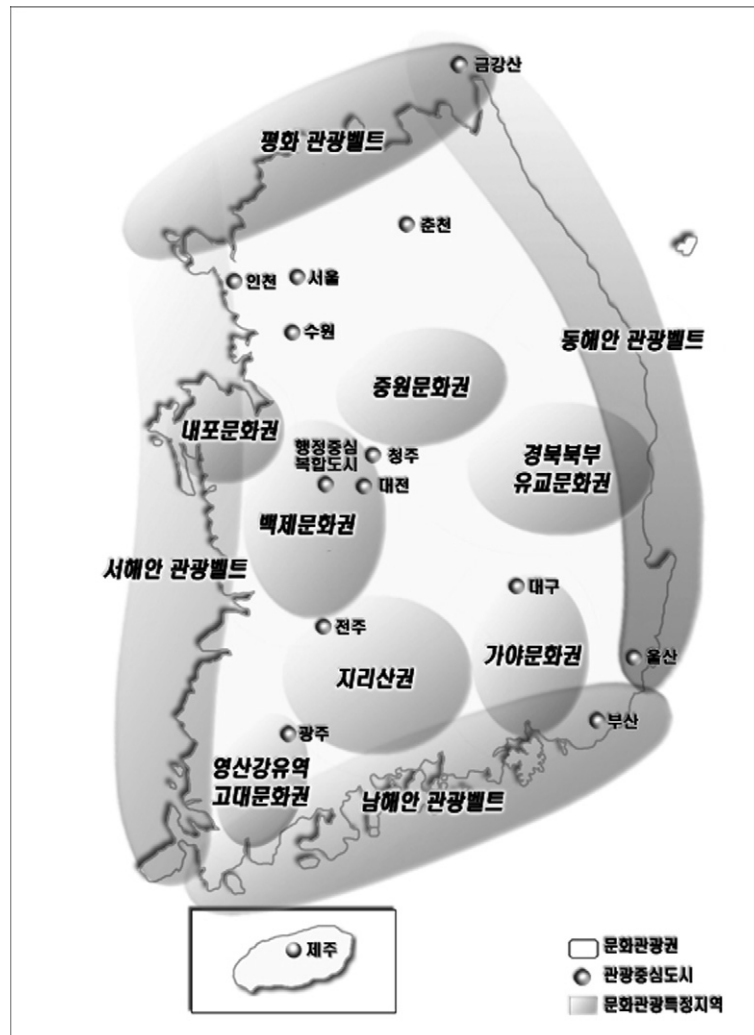 금강산
평화 관광벨트
춘천
인천
서울
수원
동해안 관광벨트
중원문화권
내포문화권
행정중심
복합도시
청주
대전
경북북부
유교문화권
백제문화권
서해안 관광벨트
대구
전주
가야문화권
울산
지리산권
부산
광주
영산강유역
고대문화권
남해안 관광벨트
제주
문화관광권
관광중심도시
문화관광특정지역